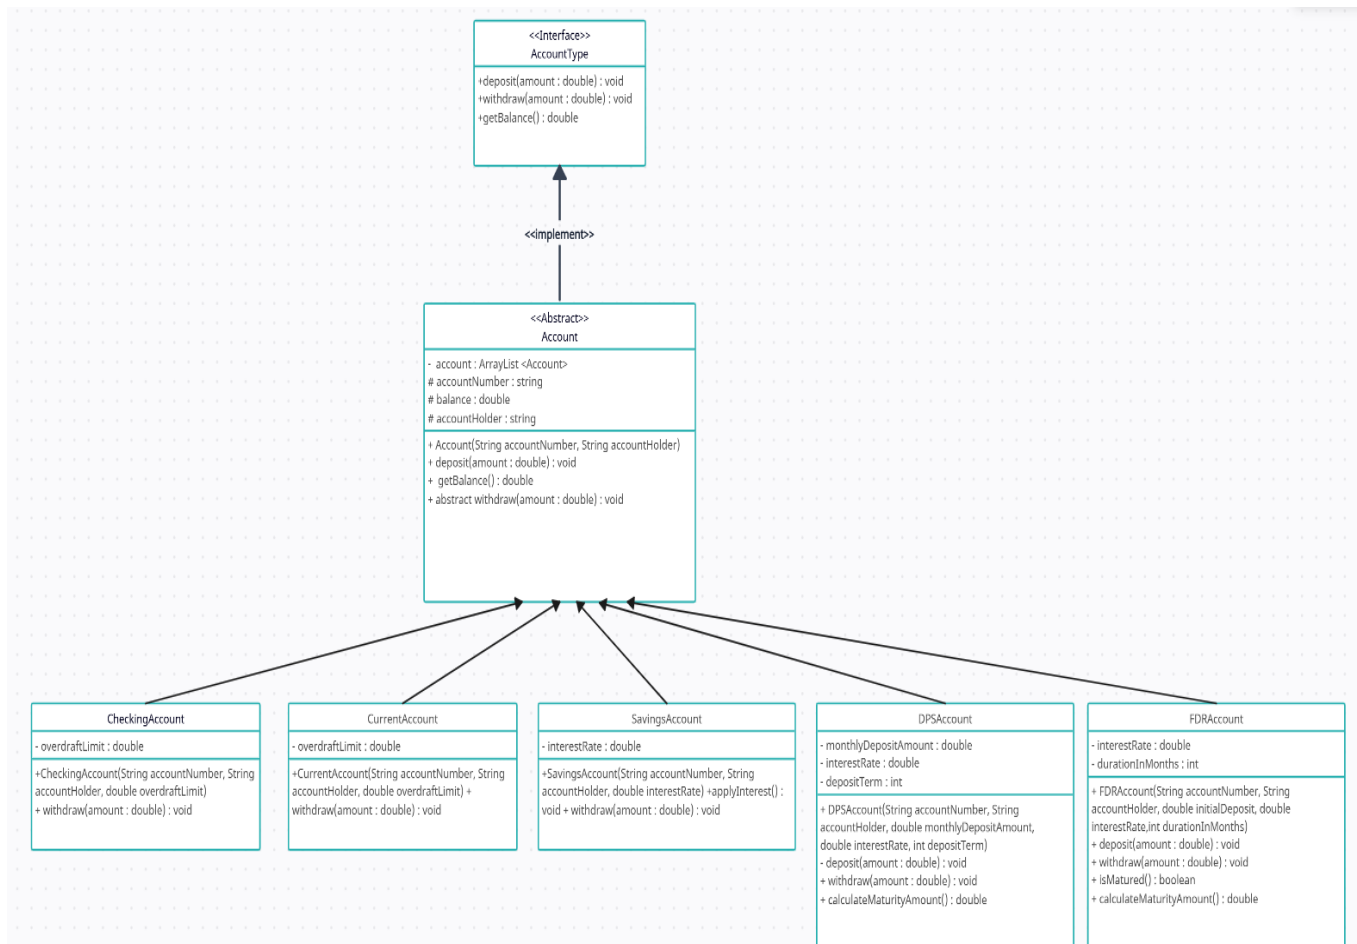 <<Interface>>
AccountType
+deposit(amount : double) : void
+withdraw(amount : double) : void
+getBalance() : double
<<implement>>
<<Abstract>>
Account
- account : ArrayList <Account>
# accountNumber : string
# balance : double
# accountHolder : string
+ Account(String accountNumber, String accountHolder)
+ deposit(amount : double) : void
+ getBalance() : double
+ abstract withdraw(amount : double) : void
CheckingAccount
- overdraftLimit : double
+CheckingAccount(String accountNumber, String
accountHolder, double overdraftLimit)
+ withdraw(amount : double) : void
CurrentAccount
- overdraftLimit : double
+CurrentAccount(String accountNumber, String
accountHolder, double overdraftLimit) +
withdraw(amount : double) : void
SavingsAccount
- interestRate : double
+SavingsAccount(String accountNumber, String
accountHolder, double interestRate) +applyInterest() :
void + withdraw(amount : double) : void
DPSAccount
- monthlyDepositAmount : double
- interestRate : double
- depositTerm : int
+ DPSAccount(String accountNumber, String
accountHolder, double monthlyDepositAmount,
double interestRate, int depositTerm)
- deposit(amount : double) : void
+ withdraw(amount : double) : void
+ calculateMaturityAmount() : double
FDRAccount
- interestRate : double
- durationInMonths : int
+ FDRAccount(String accountNumber, String
accountHolder, double initialDeposit, double
interestRate,int durationInMonths)
+ deposit(amount : double) : void
+ withdraw(amount : double) : void
+ isMatured() : boolean
+ calculateMaturityAmount() : double